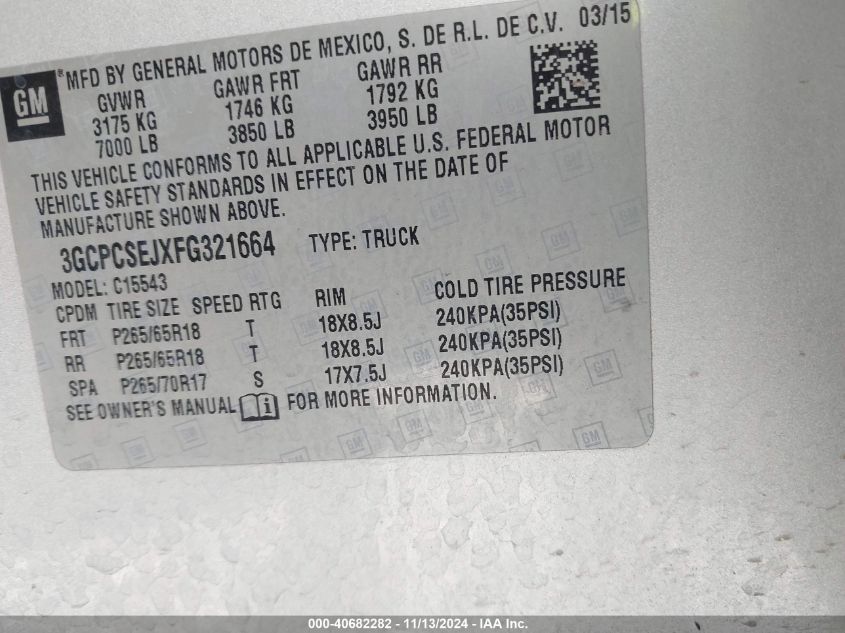 GM
® MFD BY GENERAL MOTORS DE MEXICO, S. DE R.L. DE C.V. 03/15
GVWR GAWR FRT GAWR RR
3175 KG 1746 KG 1792 KG
7000 LB 3850 LB 3950 LB
THIS VEHICLE CONFORMS TO ALL APPLICABLE U.S. FEDERAL MOTOR
VEHICLE SAFETY STANDARDS IN EFFECT ON THE DATE OF
MANUFACTURE SHOWN ABOVE.
3GCPCSEJXFG321664 TYPE: TRUCK
MODEL: C15543
CPDM TIRE SIZE SPEED RTG RIM COLD TIRE PRESSURE
FRT P265/65R18 T 18X8.5J 240KPA(35PSI)
RR P265/65R18 T 18X8.5J 240KPA(35PSI)
SPA P265/70R17 S 17X7.5J 240KPA(35PSI)
SEE OWNER'S MANUAL i FOR MORE INFORMATION.
000-40682282 - 11/13/2024 - IAA Inc.